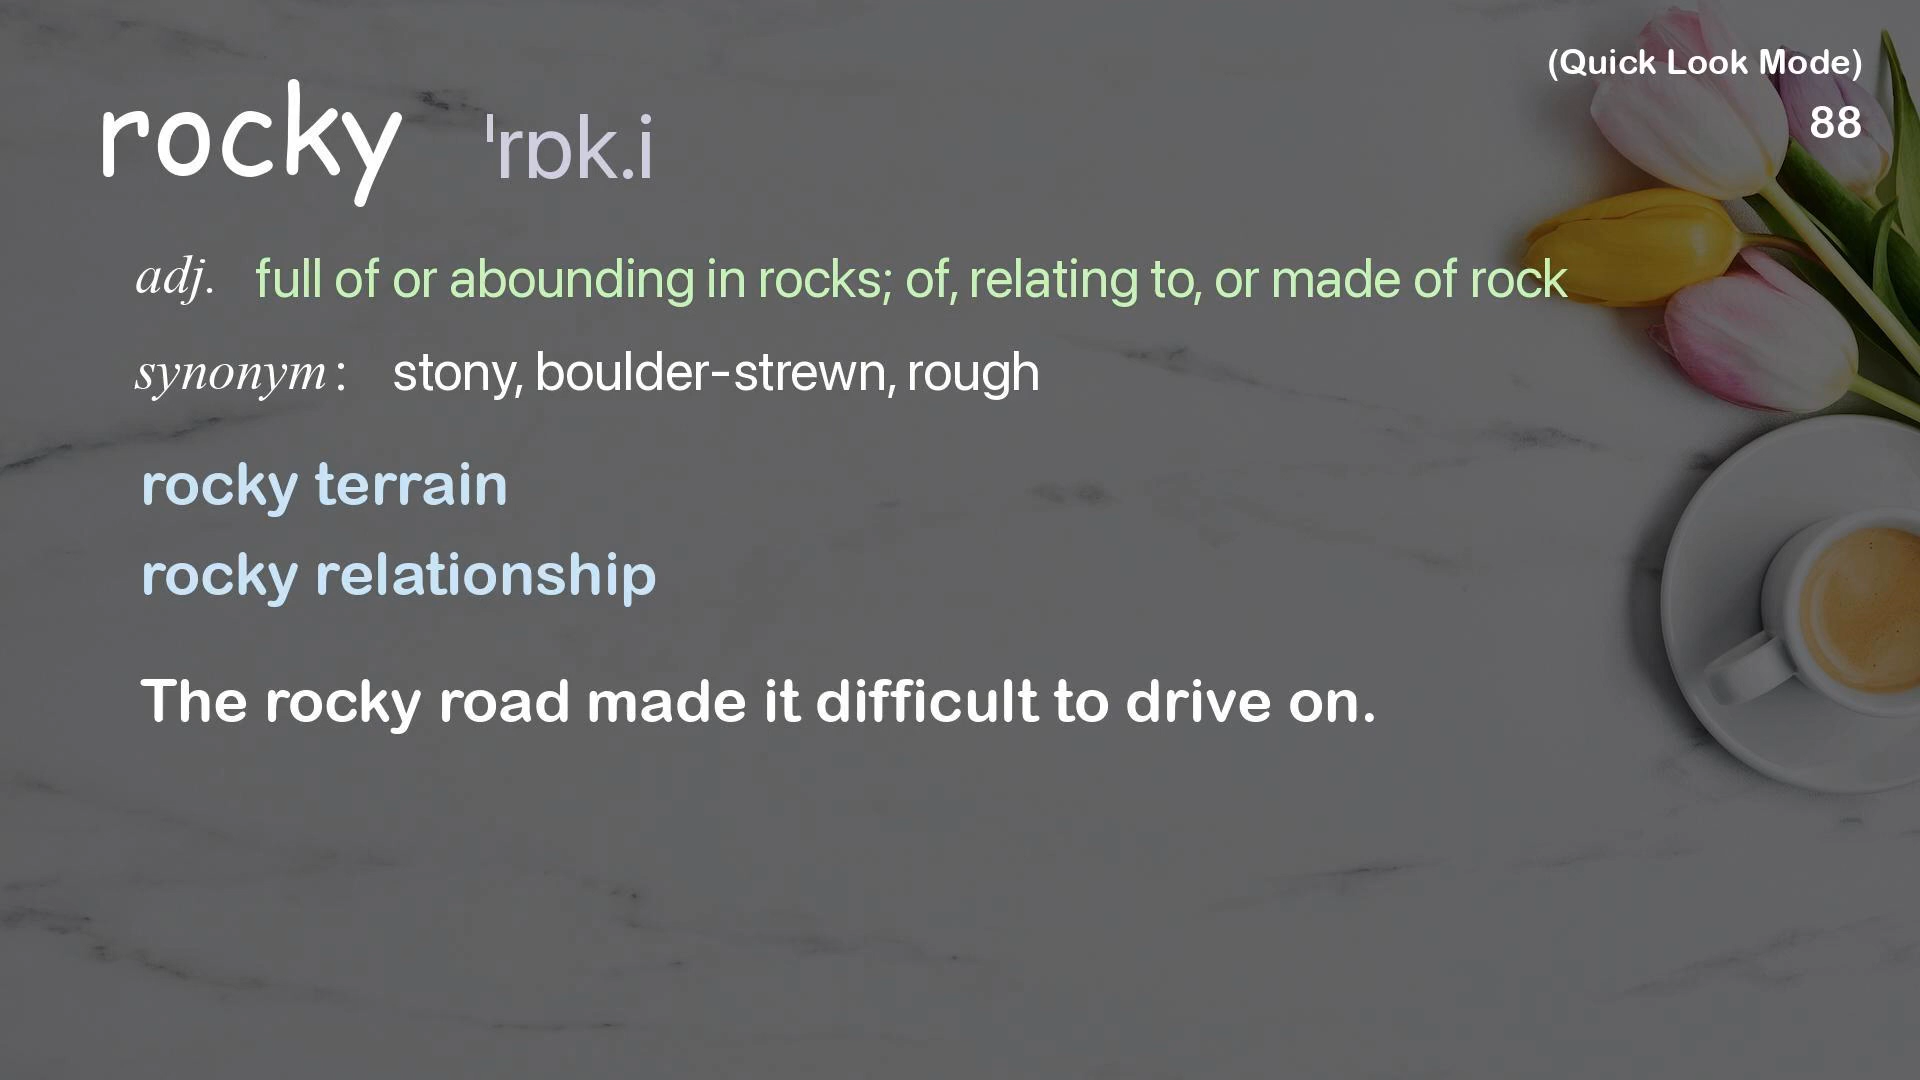 (Quick Look Mode)
88
rocky ˈrɒk.i
adj. full of or abounding in rocks; of, relating to, or made of rock
synonym: stony, boulder-strewn, rough
rocky terrain
rocky relationship
The rocky road made it difficult to drive on.